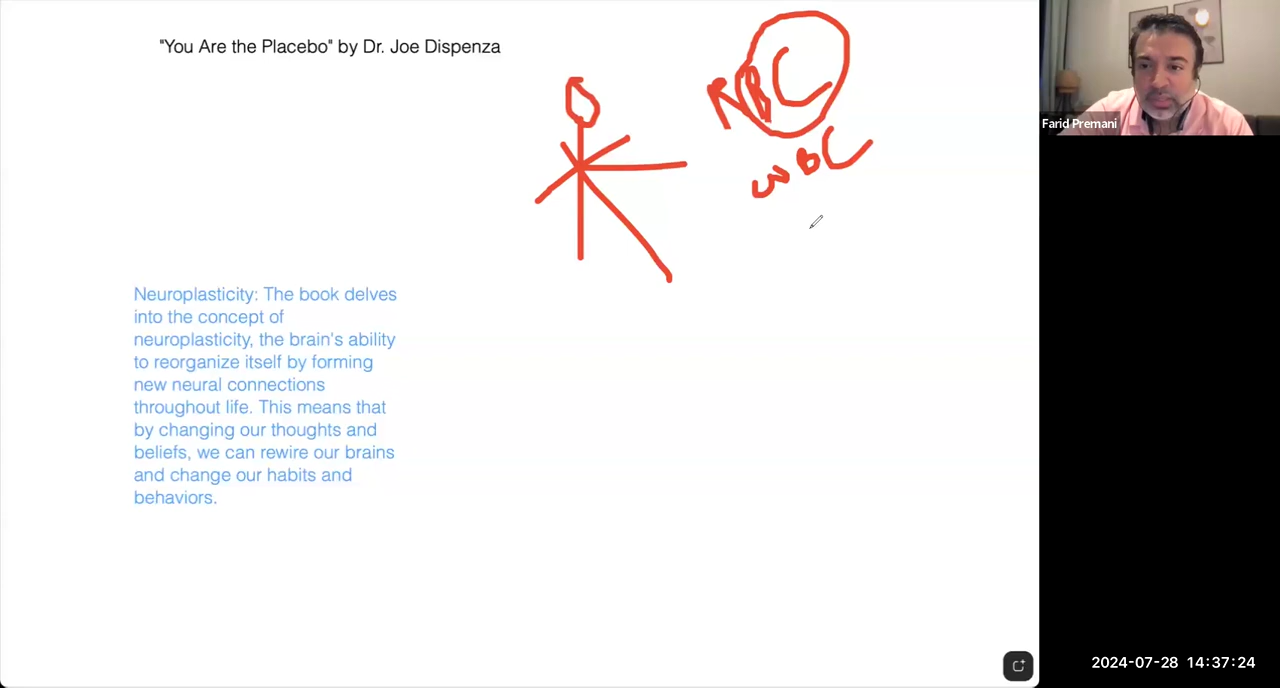 "You Are the Placebo" by Dr. Joe Dispenza
RBC
WBC
Farid Premani
Neuroplasticity: The book delves
into the concept of
neuroplasticity, the brain's ability
to reorganize itself by forming
new neural connections
throughout life. This means that
by changing our thoughts and
beliefs, we can rewire our brains
and change our habits and
behaviors.
2024-07-28 14:37:24